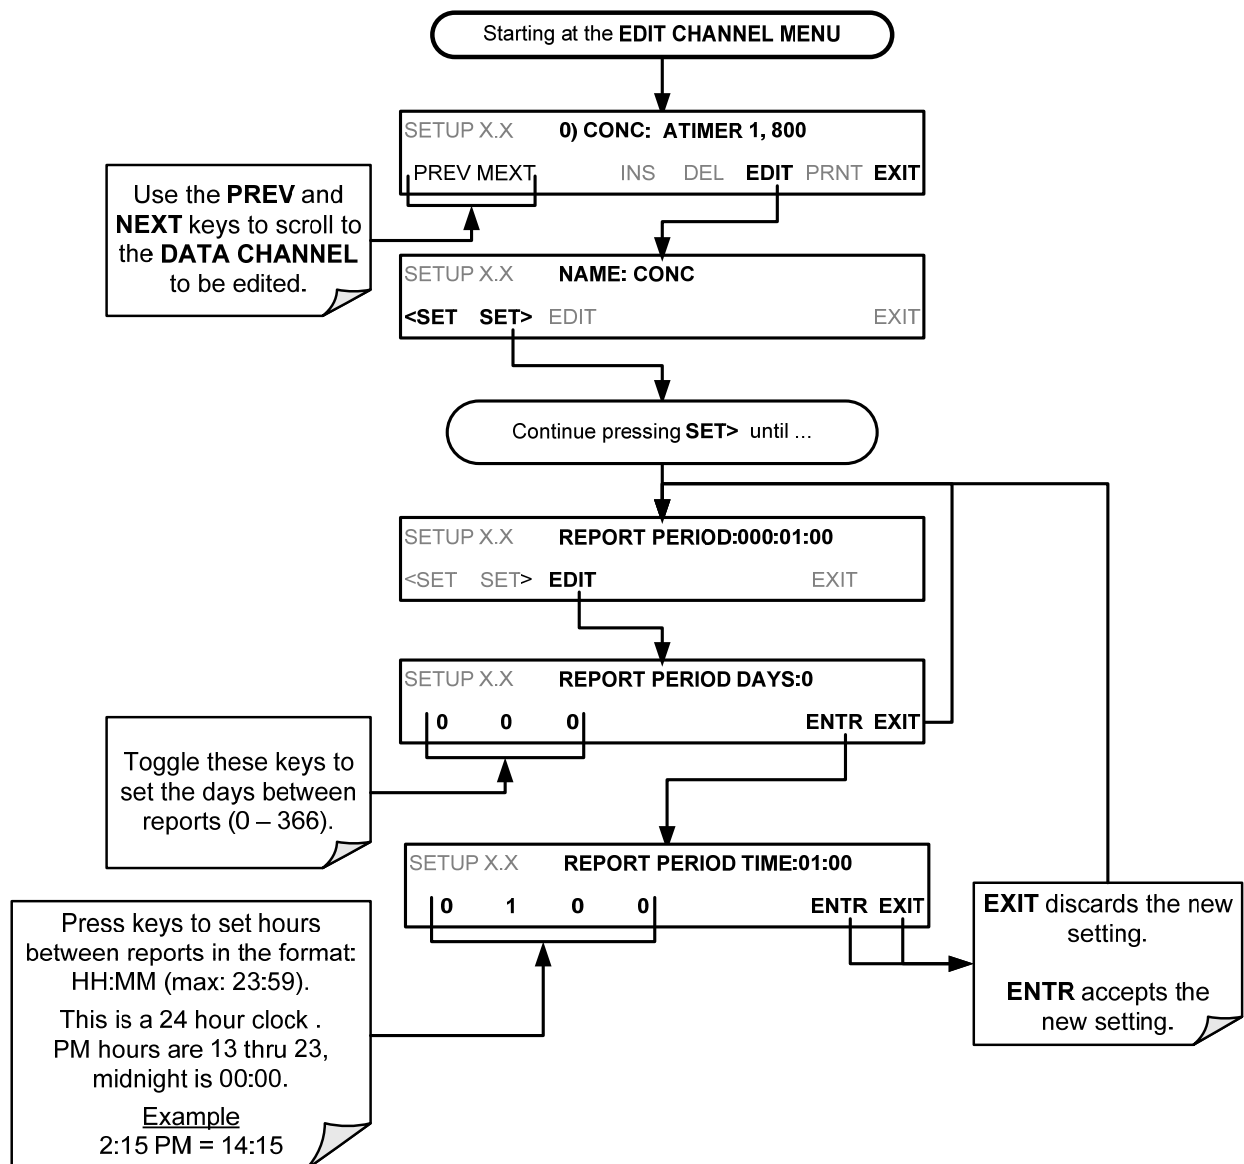 Starting at the EDIT CHANNEL MENU
SETUP X.X 0) CONC: ATIMER 1, 800
PREV MEXT INS DEL EDIT PRNT EXIT
Use the PREV and
NEXT keys to scroll to
the DATA CHANNEL
to be edited.
SETUP X.X NAME: CONC
<SET SET> EDIT EXIT
Continue pressing SET> until ...
SETUP X.X REPORT PERIOD:000:01:00
<SET SET> EDIT EXIT
SETUP X.X REPORT PERIOD DAYS:0
0 0 0 ENTR EXIT
Toggle these keys to
set the days between
reports (0 – 366).
SETUP X.X REPORT PERIOD TIME:01:00
0 1 0 0 ENTR EXIT
Press keys to set hours
between reports in the format:
HH:MM (max: 23:59).
This is a 24 hour clock .
PM hours are 13 thru 23,
midnight is 00:00.
Example
2:15 PM = 14:15
EXIT discards the new
setting.
ENTR accepts the
new setting.